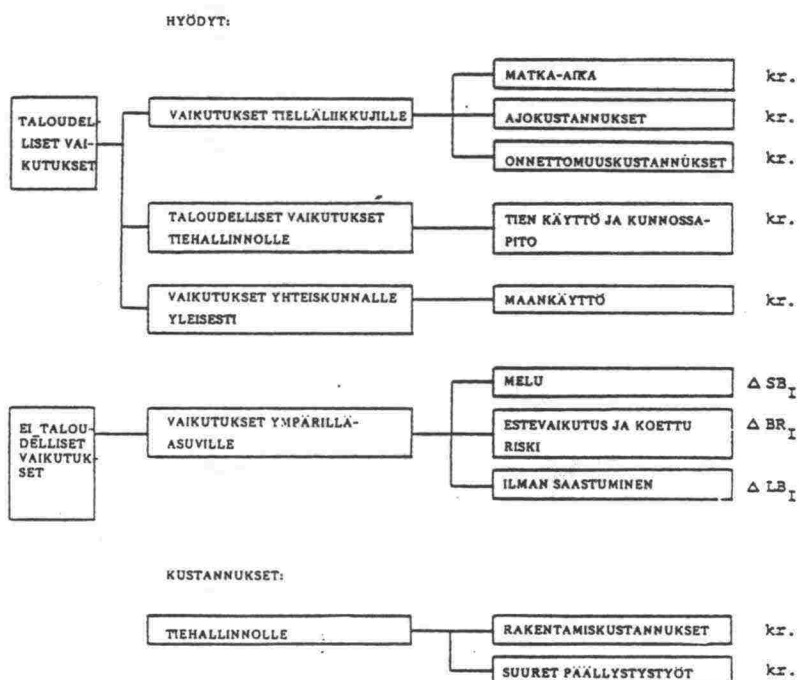 HYÖDYT:
MATKA-AIKA kr.
TALOUDEL-
LISET VAI-
KUTUKSET
VAIKUTUKSET TIELLÄLIIKKUJILLE
AJOKUSTANNUKSET kr.
ONNETTOMUUSKUSTANNUKSET kr.
TALOUDELLISET VAIKUTUKSET
TIEHALLINNOLLE
TIEN KÄYTTÖ JA KUNNOSSA-
PITO
kr.
VAIKUTUKSET YHTEISKUNNALLE
YLEISESTI
MAANKÄYTTÖ kr.
MELU Δ SB_I
EI TALOU-
DELLISET
VAIKUTUK-
SET
VAIKUTUKSET YMPÄRILLÄ-
ASUVILLE
ESTEVAIKUTUS JA KOETTU
RISKI
Δ BR_I
ILMAN SAASTUMINEN Δ LB_I
KUSTANNUKSET:
TIEHALLINNOLLE
RAKENTAMISKUSTANNUKSET kr.
SUURET PÄÄLLYSTYSTYÖT kr.